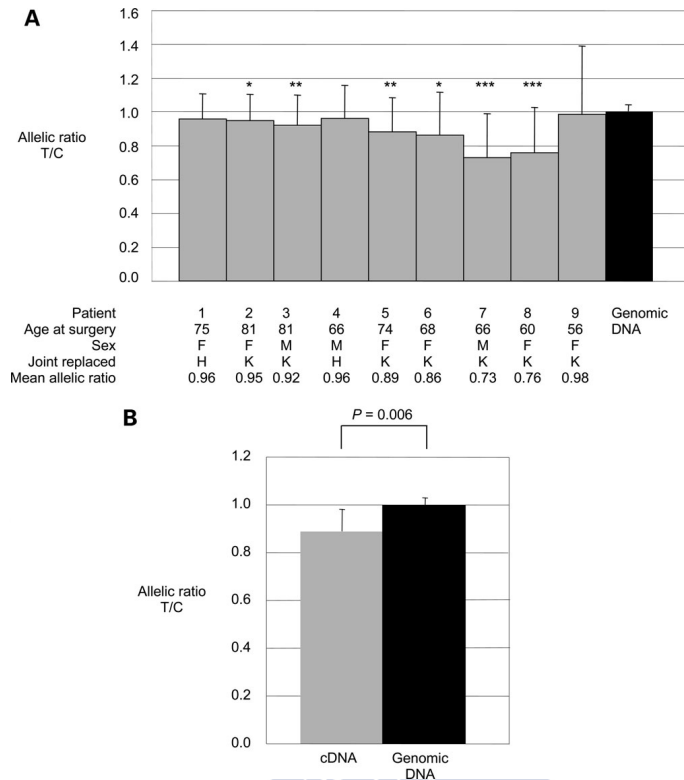 A
1.6
1.4
1.2
1.0
0.8
0.6
0.4
0.2
0.0
Allelic ratio
T/C
* ** ** * *** ***
Patient 1 2 3 4 5 6 7 8 9 Genomic
Age at surgery 75 81 81 66 74 68 66 60 56 DNA
Sex F F M M F F M F F
Joint replaced H K K H K K K K K
Mean allelic ratio 0.96 0.95 0.92 0.96 0.89 0.86 0.73 0.76 0.98
B
P = 0.006
1.2
1.0
0.8
0.6
0.4
0.2
0.0
Allelic ratio
T/C
cDNA Genomic
DNA